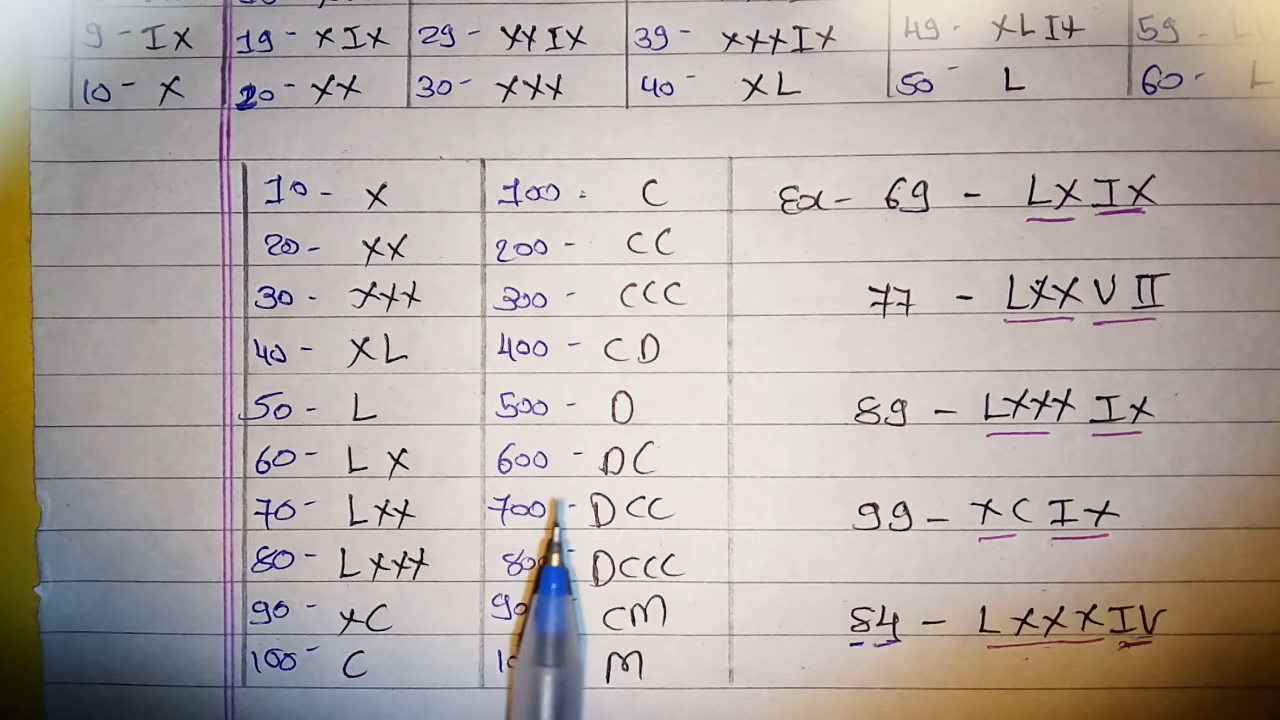 9 - IX 19 - XIX 29 - XXIX 39 - XXXIX 49 - XLIX 59 -
10 - X 20 - XX 30 - XXX 40 - XL 50 - L 60 - L
10 - X 100 - C Ex - 69 - LXIX
20 - XX 200 - CC
30 - XXX 300 - CCC 77 - LXXVII
40 - XL 400 - CD
50 - L 500 - D 89 - LXXXIX
60 - LX 600 - DC
70 - LXX 700 - DCC 99 - XCIX
80 - LXXX 800 - DCCC
90 - XC 90 CM 84 - LXXXIV
100 - C 1 M